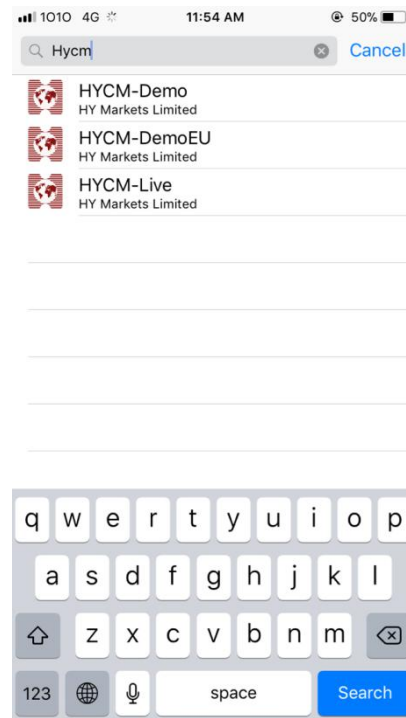 1010 4G 11:54 AM 50%
Hycm Cancel
HYCM-Demo
HY Markets Limited
HYCM-DemoEU
HY Markets Limited
HYCM-Live
HY Markets Limited
q w e r t y u i o p
a s d f g h j k l
z x c v b n m
123 space Search